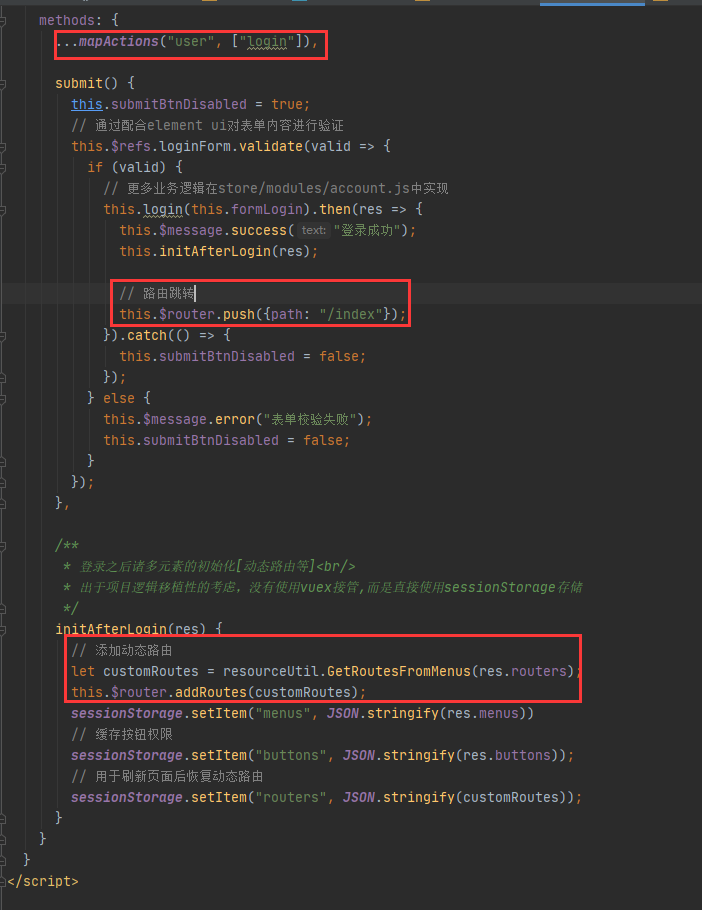 methods: {
...mapActions("user", ["login"]),
submit() {
this.submitBtnDisabled = true;
// 通过配合element ui对表单内容进行验证
this.$refs.loginForm.validate(valid => {
if (valid) {
// 更多业务逻辑在store/modules/account.js中实现
this.login(this.formLogin).then(res => {
this.$message.success( text: "登录成功");
this.initAfterLogin(res);
// 路由跳转
this.$router.push({path: "/index"});
}).catch(() => {
this.submitBtnDisabled = false;
});
} else {
this.$message.error("表单校验失败");
this.submitBtnDisabled = false;
}
});
},
/**
* 登录之后诸多元素的初始化[动态路由等]<br/>
* 出于项目逻辑移植性的考虑，没有使用vuex接管,而是直接使用sessionStorage存储
*/
initAfterLogin(res) {
// 添加动态路由
let customRoutes = resourceUtil.GetRoutesFromMenus(res.routers);
this.$router.addRoutes(customRoutes);
sessionStorage.setItem("menus", JSON.stringify(res.menus))
// 缓存按钮权限
sessionStorage.setItem("buttons", JSON.stringify(res.buttons));
// 用于刷新页面后恢复动态路由
sessionStorage.setItem("routers", JSON.stringify(customRoutes));
}
}
}
</script>